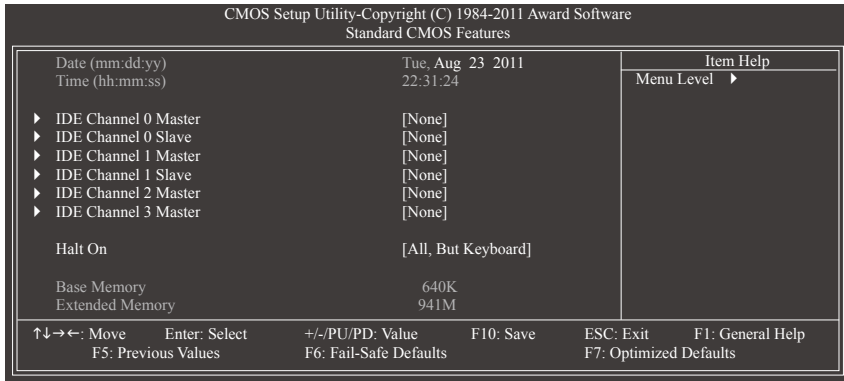 CMOS Setup Utility-Copyright (C) 1984-2011 Award Software
Standard CMOS Features
Date (mm:dd:yy) Tue, Aug 23 2011 Item Help
Time (hh:mm:ss) 22:31:24 Menu Level ▶
▶ IDE Channel 0 Master [None]
▶ IDE Channel 0 Slave [None]
▶ IDE Channel 1 Master [None]
▶ IDE Channel 1 Slave [None]
▶ IDE Channel 2 Master [None]
▶ IDE Channel 3 Master [None]
Halt On [All, But Keyboard]
Base Memory 640K
Extended Memory 941M
↑↓→←: Move Enter: Select +/-/PU/PD: Value F10: Save ESC: Exit F1: General Help
F5: Previous Values F6: Fail-Safe Defaults F7: Optimized Defaults